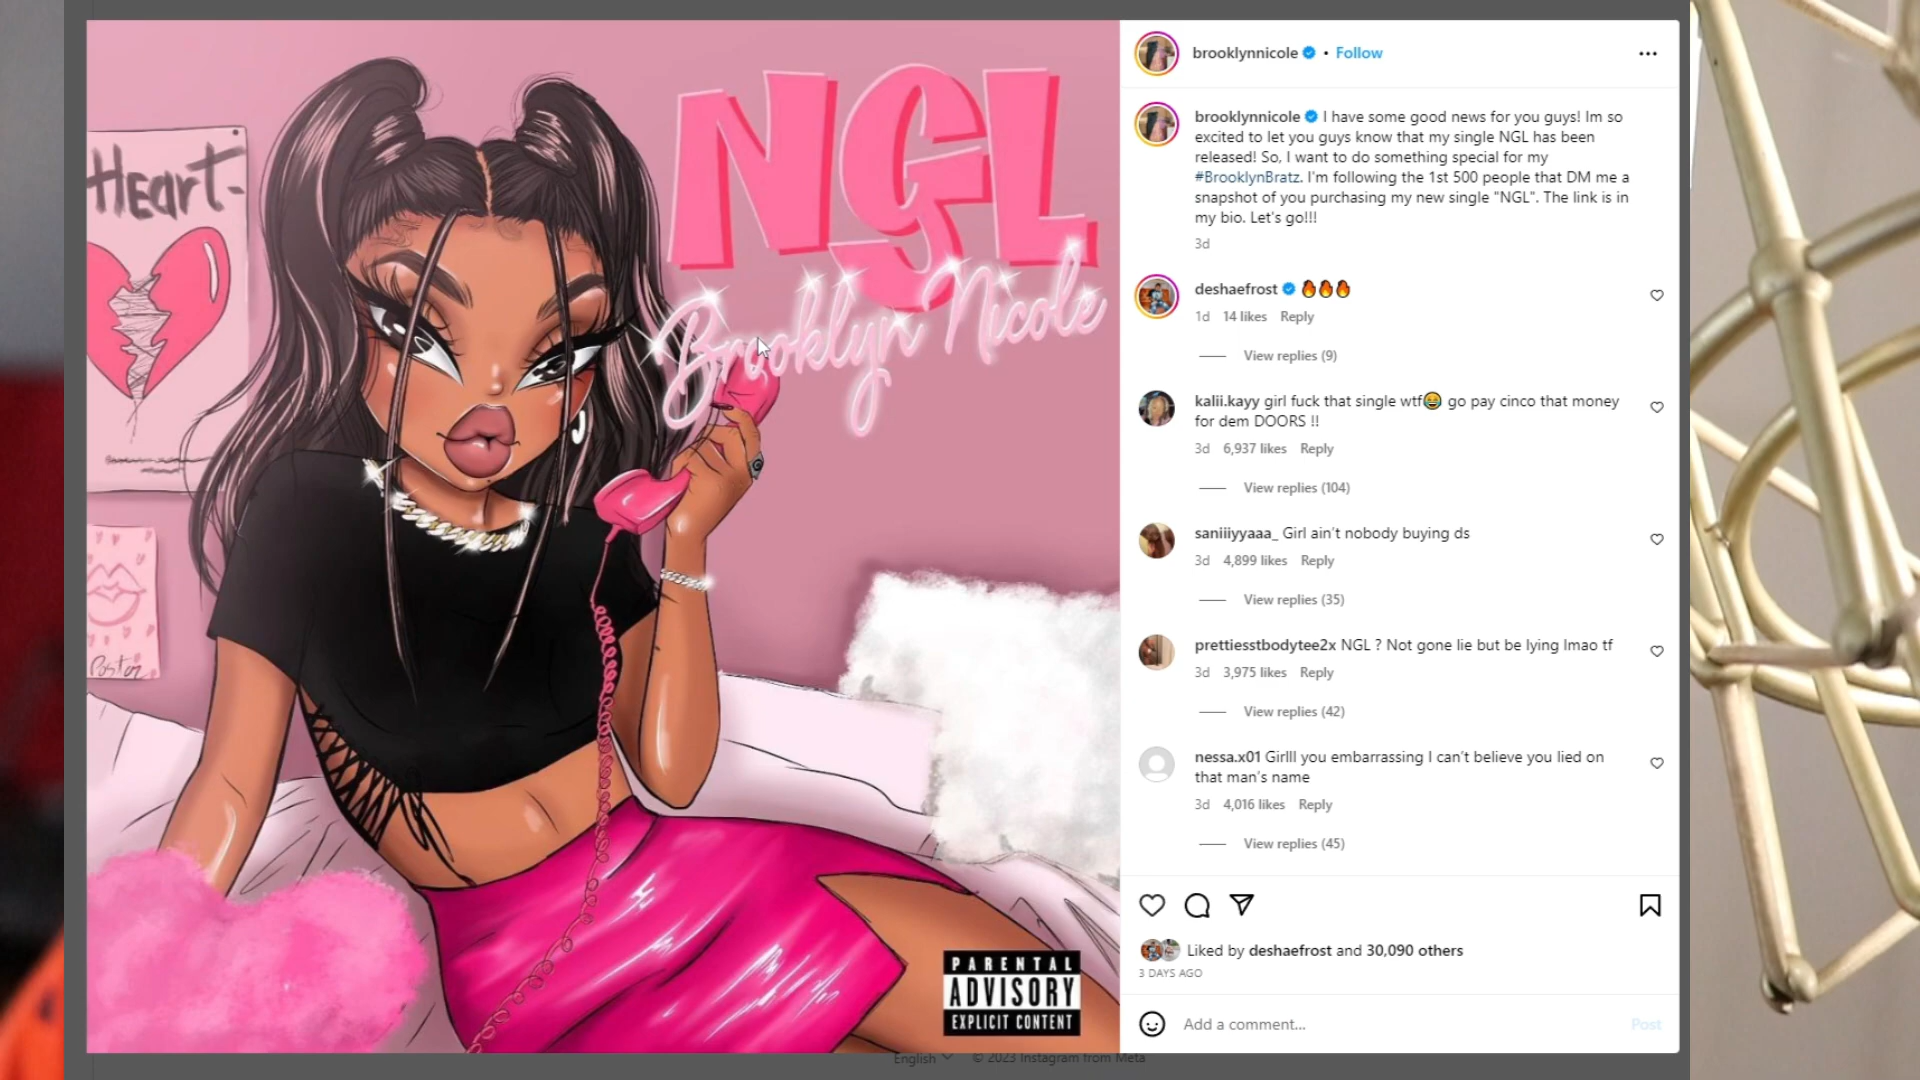 Heart-
Poster
NGL
Brooklyn Nicole
PARENTAL
ADVISORY
EXPLICIT CONTENT
brooklynnicole • Follow
brooklynnicole I have some good news for you guys! Im so
excited to let you guys know that my single NGL has been
released! So, I want to do something special for my
#BrooklynBratz. I'm following the 1st 500 people that DM me a
snapshot of you purchasing my new single "NGL". The link is in
my bio. Let's go!!!
3d
deshaefrost 🔥🔥🔥
1d 14 likes Reply
View replies (9)
kalii.kayy girl fuck that single wtf😂 go pay cinco that money
for dem DOORS !!
3d 6,937 likes Reply
View replies (104)
saniiiyyaaa_ Girl ain't nobody buying ds
3d 4,899 likes Reply
View replies (35)
prettiesstbodytee2x NGL ? Not gone lie but be lying lmao tf
3d 3,975 likes Reply
View replies (42)
nessa.x01 Girlll you embarrassing I can't believe you lied on
that man's name
3d 4,016 likes Reply
View replies (45)
Liked by deshaefrost and 30,090 others
3 DAYS AGO
Add a comment...
Post
English © 2023 Instagram from Meta